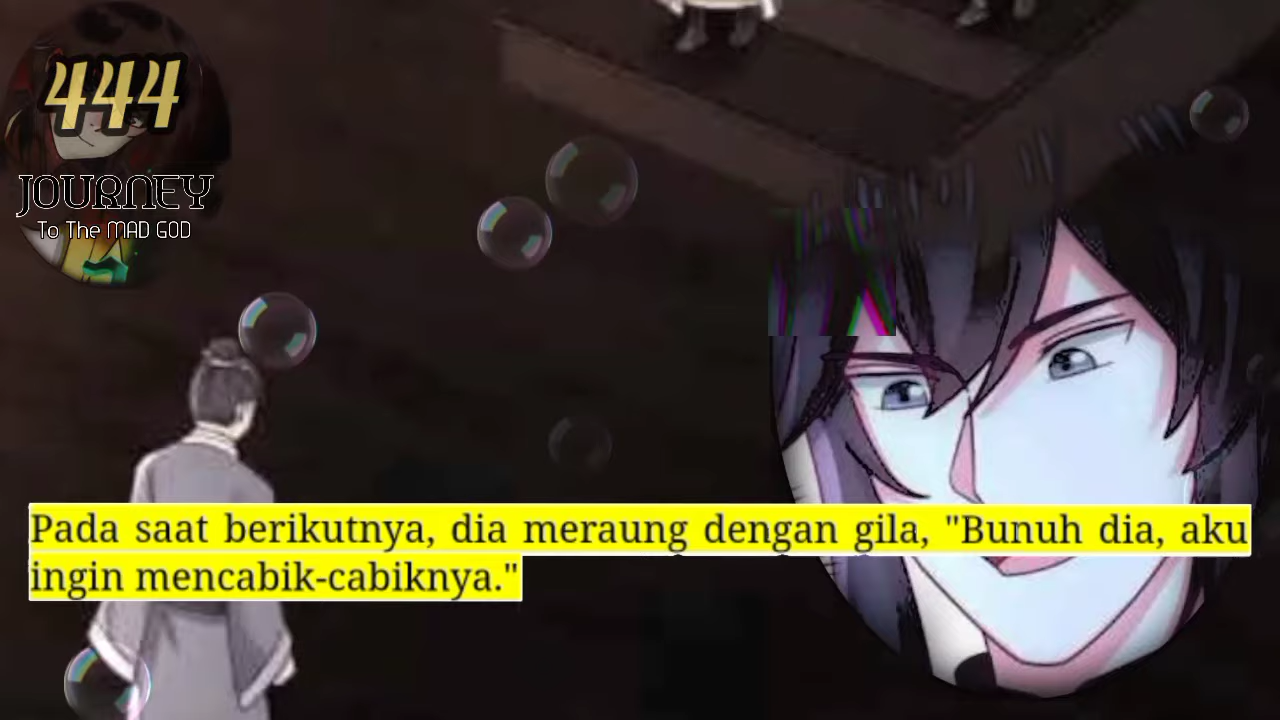 444
JOURNEY
To The MAD GOD
Pada saat berikutnya, dia meraung dengan gila, "Bunuh dia, aku
ingin mencabik-cabiknya."